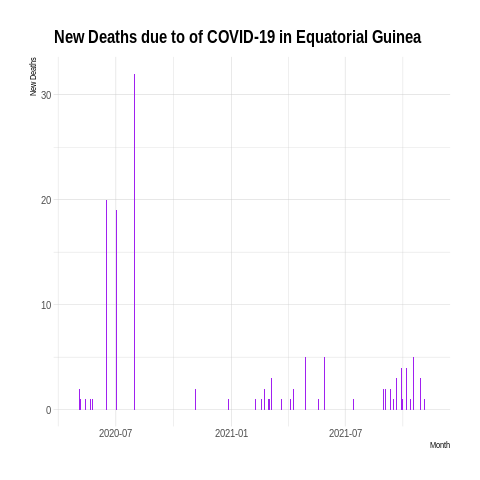 New Deaths due to of COVID-19 in Equatorial Guinea
New Deaths
30
20
10
0
2020-07 2021-01 2021-07
Month